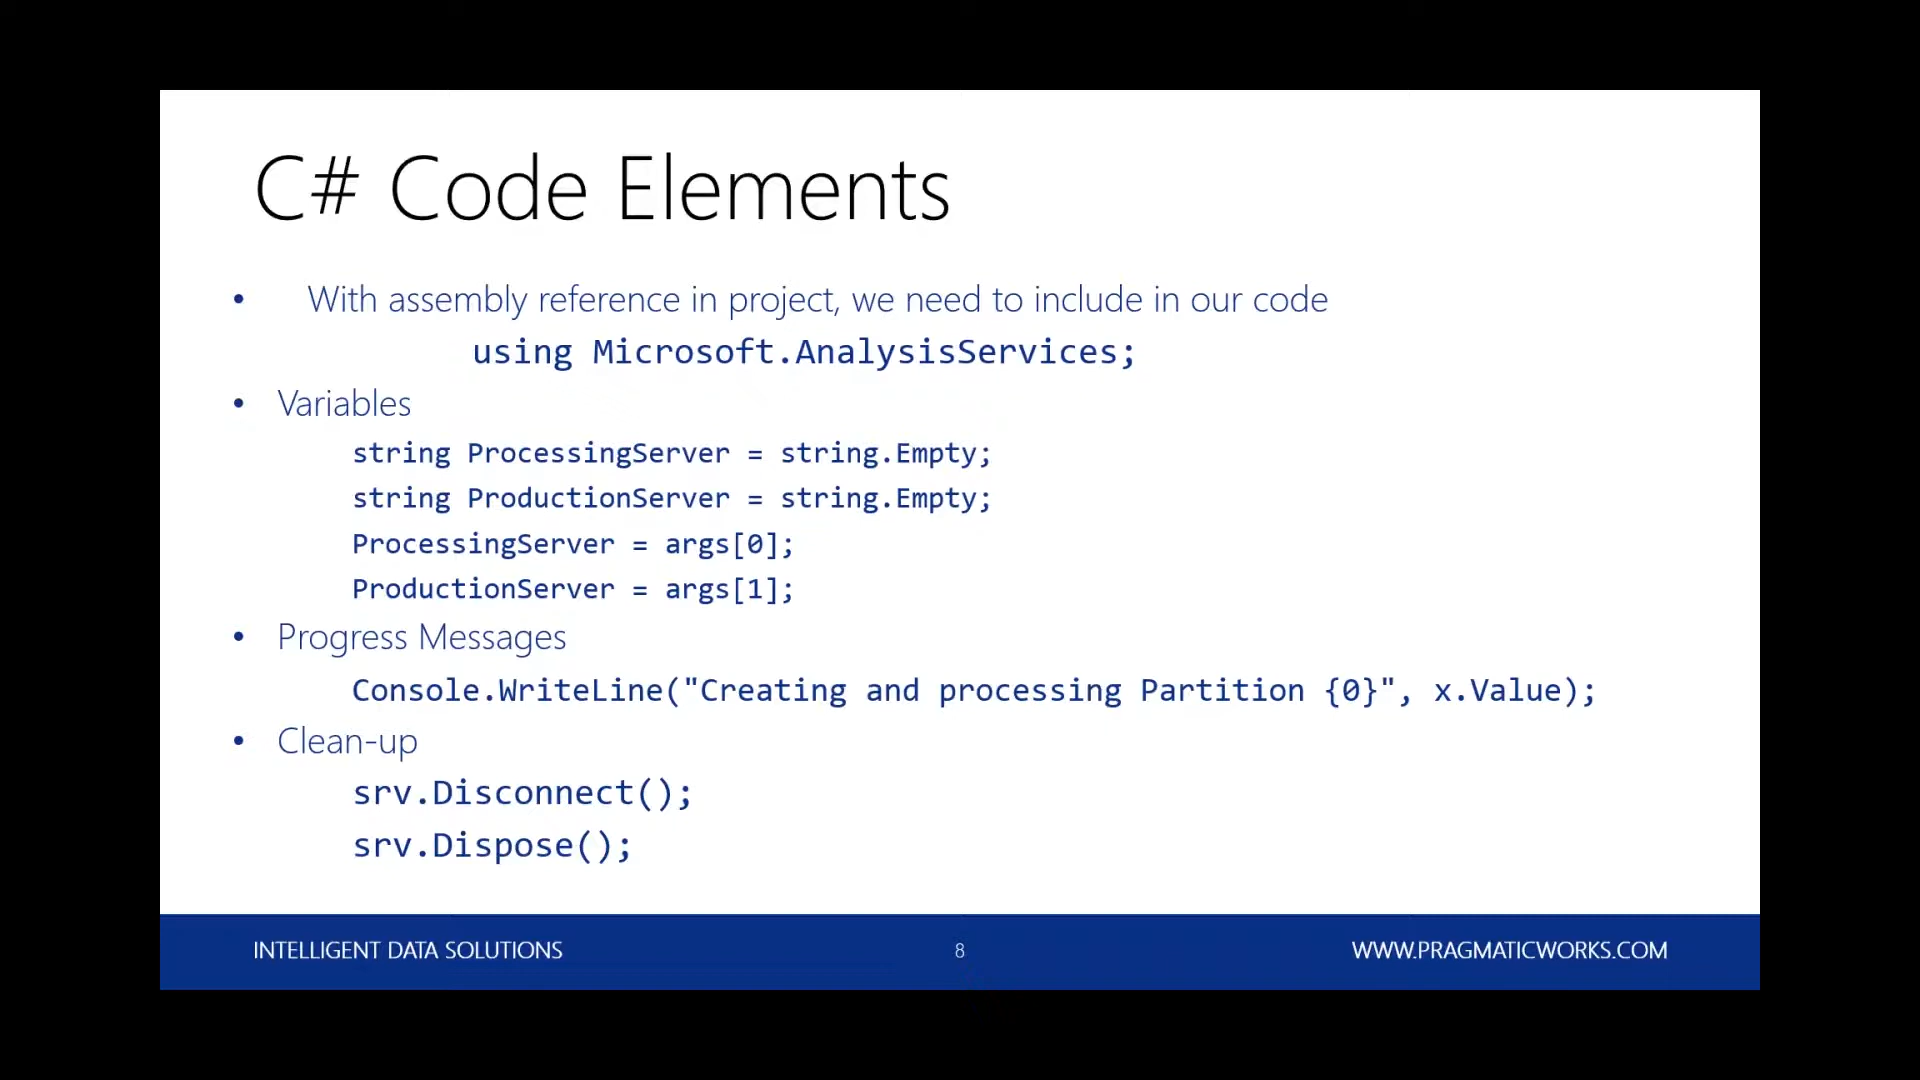 C# Code Elements
• With assembly reference in project, we need to include in our code
using Microsoft.AnalysisServices;
• Variables
string ProcessingServer = string.Empty;
string ProductionServer = string.Empty;
ProcessingServer = args[0];
ProductionServer = args[1];
• Progress Messages
Console.WriteLine("Creating and processing Partition {0}", x.Value);
• Clean-up
srv.Disconnect();
srv.Dispose();
INTELLIGENT DATA SOLUTIONS
8
WWW.PRAGMATICWORKS.COM